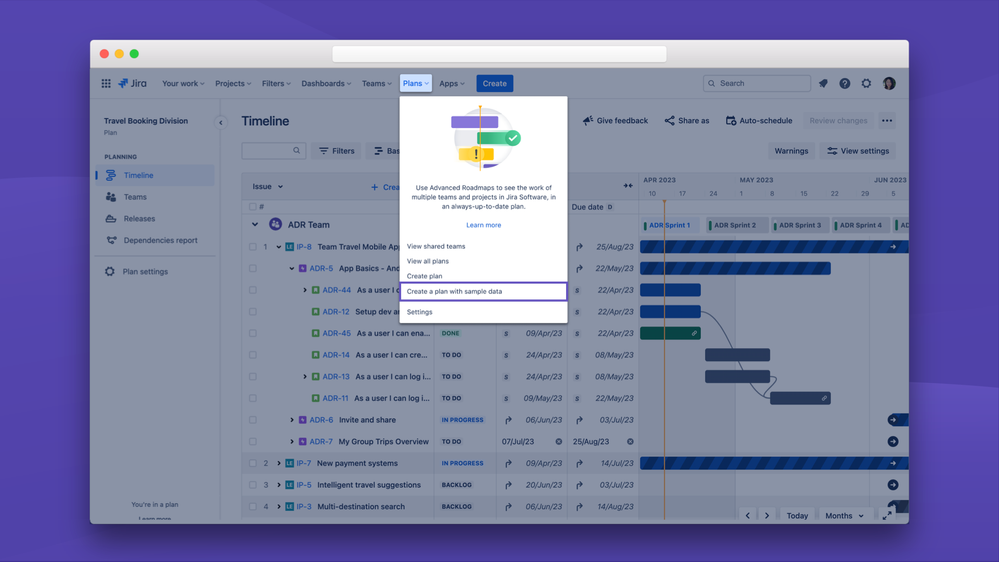 Jira
Your work
Projects
Filters
Dashboards
Teams
Plans
Apps
Create
Search
Travel Booking Division
Plan
PLANNING
Timeline
Teams
Releases
Dependencies report
Plan settings
You're in a plan
Timeline
Give feedback
Share as
Auto-schedule
Review changes
Filters
Warnings
View settings
Use Advanced Roadmaps to see the work of
multiple teams and projects in Jira Software, in
an always-up-to-date plan.
Learn more
View shared teams
View all plans
Create plan
Create a plan with sample data
Settings
Issue
#
Due date D
APR 2023 MAY 2023 JUN 2023
10 17 24 1 8 15 22 29 5
ADR Team
ADR Sprint 1 ADR Sprint 2 ADR Sprint 3 ADR Sprint 4
1 LE IP-8 Team Travel Mobile App 25/Aug/23
ADR-5 App Basics - 22/May/23
ADR-44 As a user I 22/Apr/23
ADR-12 Setup dev 22/Apr/23
ADR-45 As a user I can ena... DONE S 09/Apr/23 S 22/Apr/23
ADR-14 As a user I can cre... TO DO S 24/Apr/23 S 08/May/23
ADR-13 As a user I can log i... TO DO S 24/Apr/23 S 08/May/23
ADR-11 As a user I can log i... TO DO S 09/May/23 S 22/May/23
ADR-6 Invite and share IN PROGRESS 06/Jun/23 03/Jul/23
ADR-7 My Group Trips Overview TO DO 07/Jul/23 25/Aug/23
2 LE IP-7 New payment systems IN PROGRESS 09/Apr/23 14/Jul/23
3 LE IP-5 Intelligent travel suggestions BACKLOG 20/Jun/23 03/Jul/23
4 LE IP-3 Multi-destination search BACKLOG 06/Jun/23 14/Aug/23
Today Months